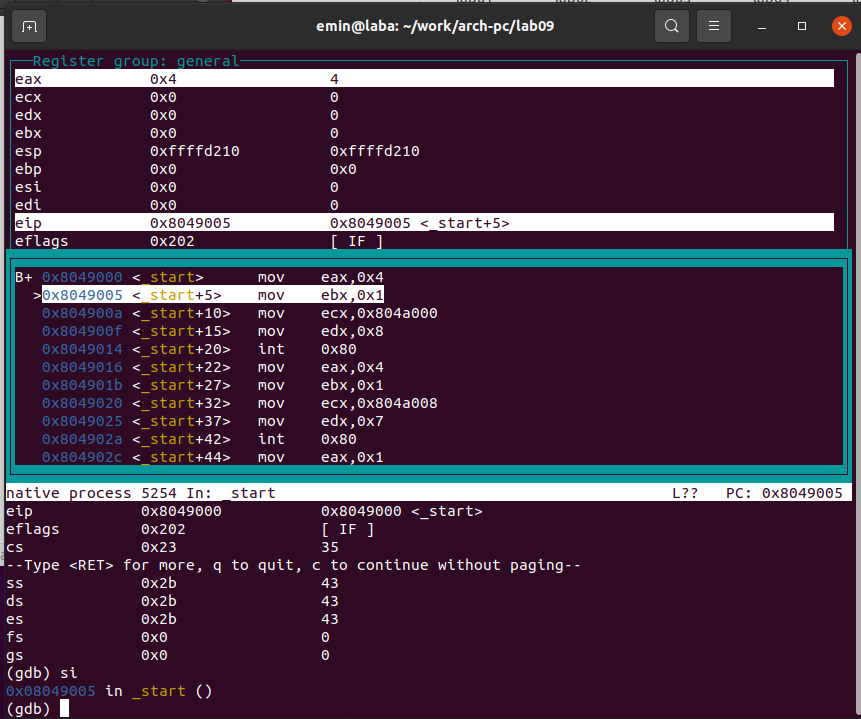 emin@laba: ~/work/arch-pc/lab09
Register group: general
eax 0x4 4
ecx 0x0 0
edx 0x0 0
ebx 0x0 0
esp 0xffffd210 0xffffd210
ebp 0x0 0x0
esi 0x0 0
edi 0x0 0
eip 0x8049005 0x8049005 <_start+5>
eflags 0x202 [ IF ]
B+ 0x8049000 <_start> mov eax,0x4
>0x8049005 <_start+5> mov ebx,0x1
0x804900a <_start+10> mov ecx,0x804a000
0x804900f <_start+15> mov edx,0x8
0x8049014 <_start+20> int 0x80
0x8049016 <_start+22> mov eax,0x4
0x804901b <_start+27> mov ebx,0x1
0x8049020 <_start+32> mov ecx,0x804a008
0x8049025 <_start+37> mov edx,0x7
0x804902a <_start+42> int 0x80
0x804902c <_start+44> mov eax,0x1
native process 5254 In: _start L?? PC: 0x8049005
eip 0x8049000 0x8049000 <_start>
eflags 0x202 [ IF ]
cs 0x23 35
--Type <RET> for more, q to quit, c to continue without paging--
ss 0x2b 43
ds 0x2b 43
es 0x2b 43
fs 0x0 0
gs 0x0 0
(gdb) si
0x08049005 in _start ()
(gdb)